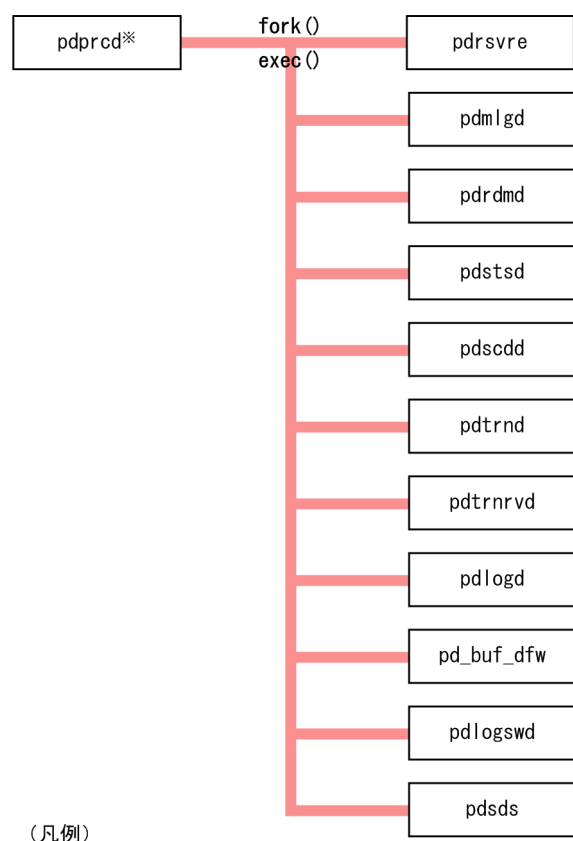 pdprcd※
fork()
exec()
pdrsvre
pdmlgd
pdrdmd
pdstsd
pdscdd
pdtrnd
pdtrnrvd
pdlogd
pd_buf_dfw
pdlogswd
pdsds
(凡例)